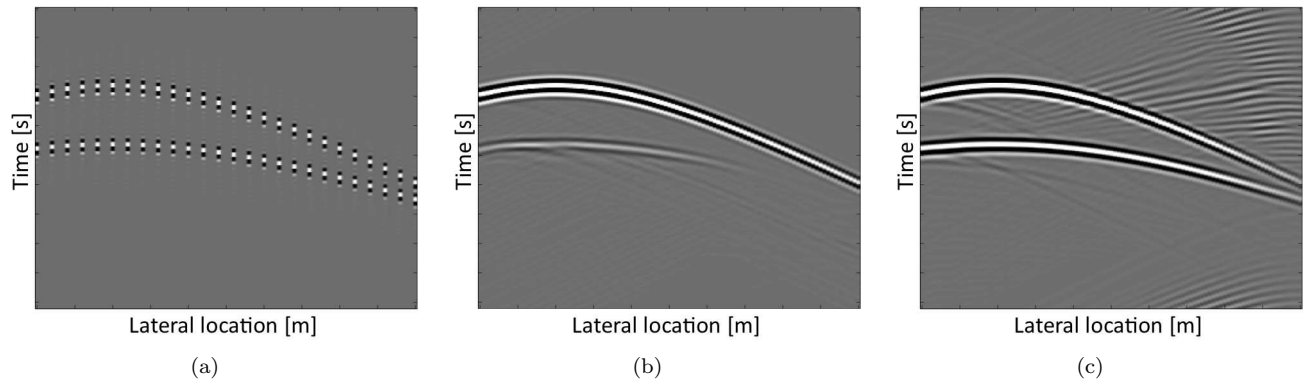 Time [s]
Lateral location [m]
(a)
Time [s]
Lateral location [m]
(b)
Time [s]
Lateral location [m]
(c)